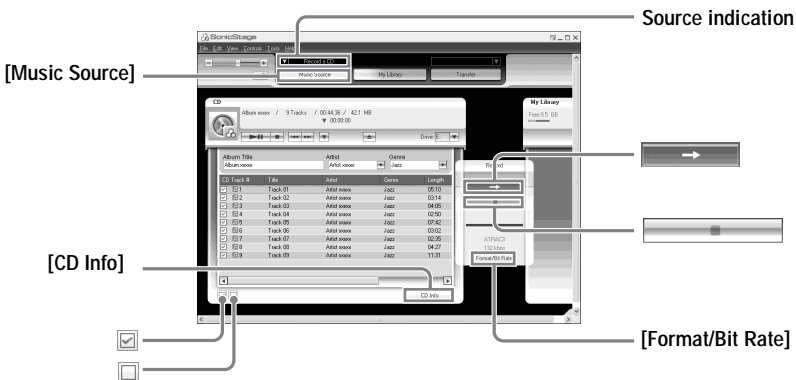 Source indication
SonicStage
File Edit View Controls Tools Help
Record a CD
[Music Source]
Music Source My Library Transfer
CD
Album xxxxx / 9 Tracks / 00:44:36 / 42.1 MB
00:00:00
Drive: E
My Library
Free:9.5 GB
Album Title Artist Genre
Album xxxxx Artist xxxxx Jazz
Record
CD Track # Title Artist Genre Length
1 Track 01 Artist xxxxx Jazz 05:10
2 Track 02 Artist xxxxx Jazz 03:14
3 Track 03 Artist xxxxx Jazz 04:05
4 Track 04 Artist xxxxx Jazz 02:50
5 Track 05 Artist xxxxx Jazz 07:42
6 Track 06 Artist xxxxx Jazz 03:02
7 Track 07 Artist xxxxx Jazz 02:35
8 Track 08 Artist xxxxx Jazz 04:27
9 Track 09 Artist xxxxx Jazz 11:31
ATRAC3
132 kbps
Format/Bit Rate
[CD Info]
CD Info
[Format/Bit Rate]